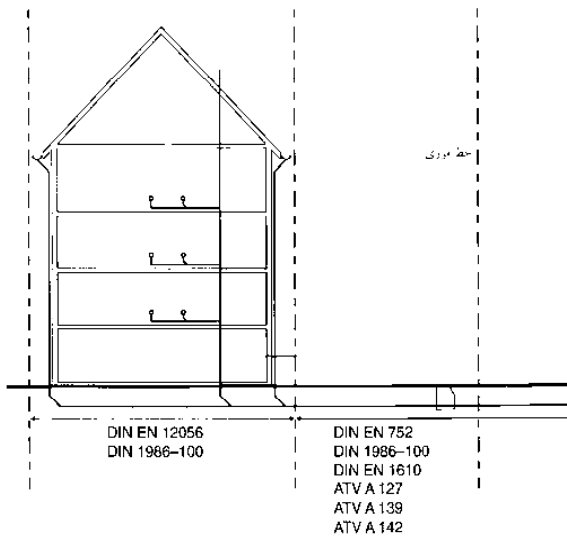 خط مرزی
DIN EN 12056
DIN 1986–100
DIN EN 752
DIN 1986–100
DIN EN 1610
ATV A 127
ATV A 139
ATV A 142